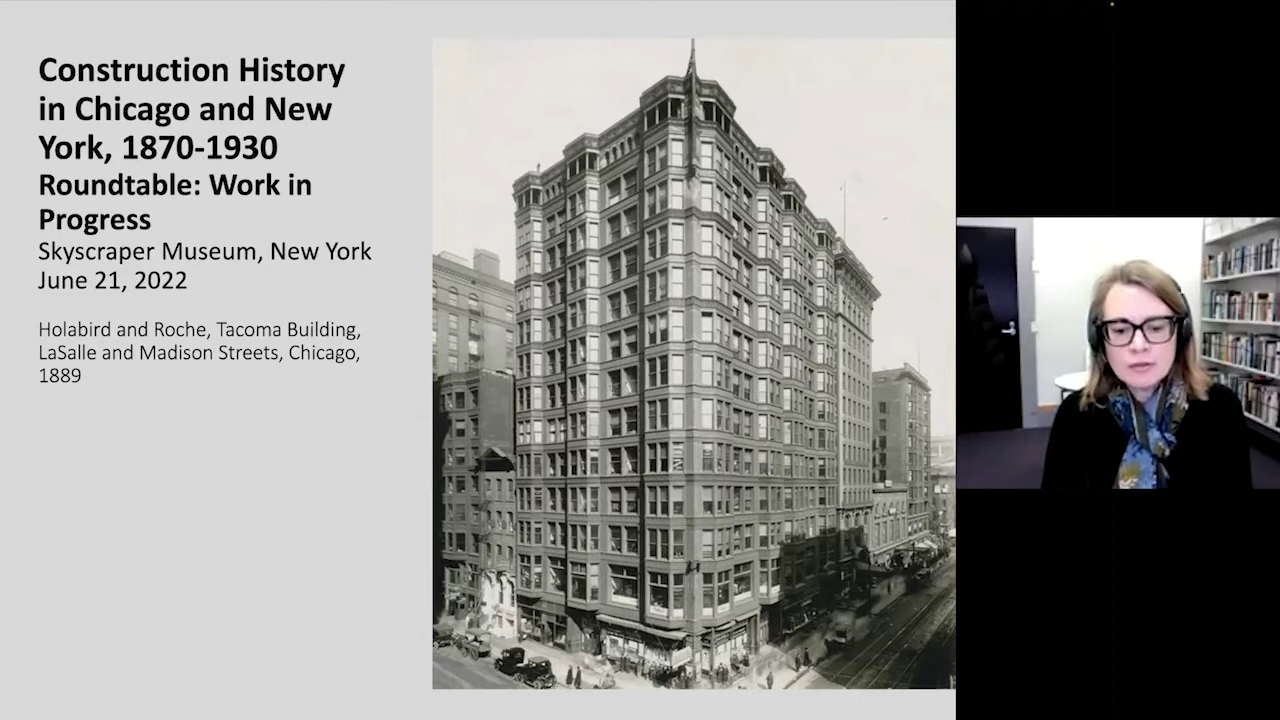 Construction History
in Chicago and New
York, 1870-1930
Roundtable: Work in
Progress
Skyscraper Museum, New York
June 21, 2022
Holabird and Roche, Tacoma Building,
LaSalle and Madison Streets, Chicago,
1889